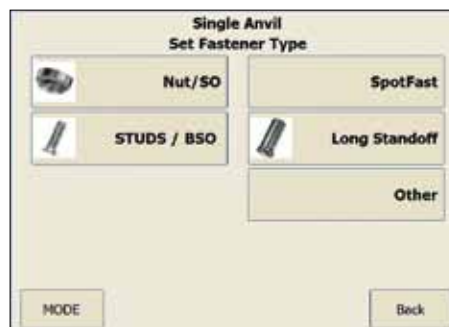 Single Anvil
Set Fastener Type
Nut/SO
SpotFast
STUDS / BSO
Long Standoff
Other
MODE
Back